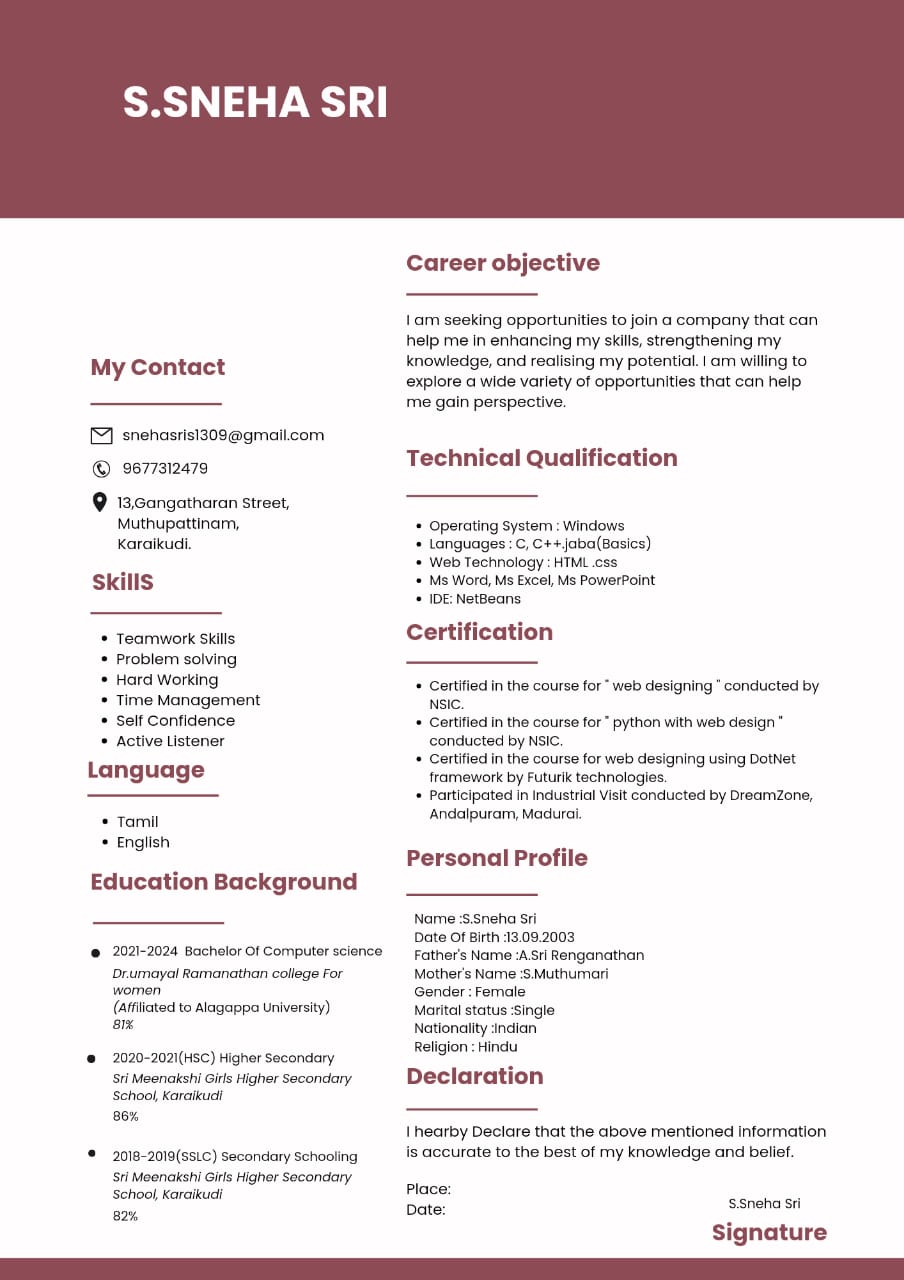 S.SNEHA SRI
My Contact
snehasris1309@gmail.com
9677312479
13,Gangatharan Street,
Muthupattinam,
Karaikudi.
SkillS
Teamwork Skills
Problem solving
Hard Working
Time Management
Self Confidence
Active Listener
Language
Tamil
English
Education Background
2021-2024 Bachelor Of Computer science
Dr.umayal Ramanathan college For
women
(Affiliated to Alagappa University)
81%
2020-2021(HSC) Higher Secondary
Sri Meenakshi Girls Higher Secondary
School, Karaikudi
86%
2018-2019(SSLC) Secondary Schooling
Sri Meenakshi Girls Higher Secondary
School, Karaikudi
82%
Career objective
I am seeking opportunities to join a company that can
help me in enhancing my skills, strengthening my
knowledge, and realising my potential. I am willing to
explore a wide variety of opportunities that can help
me gain perspective.
Technical Qualification
Operating System : Windows
Languages : C, C++.jaba(Basics)
Web Technology : HTML .css
Ms Word, Ms Excel, Ms PowerPoint
IDE: NetBeans
Certification
Certified in the course for " web designing " conducted by
NSIC.
Certified in the course for " python with web design "
conducted by NSIC.
Certified in the course for web designing using DotNet
framework by Futurik technologies.
Participated in Industrial Visit conducted by DreamZone,
Andalpuram, Madurai.
Personal Profile
Name :S.Sneha Sri
Date Of Birth :13.09.2003
Father's Name :A.Sri Renganathan
Mother's Name :S.Muthumari
Gender : Female
Marital status :Single
Nationality :Indian
Religion : Hindu
Declaration
I hearby Declare that the above mentioned information
is accurate to the best of my knowledge and belief.
Place:
Date:
S.Sneha Sri
Signature